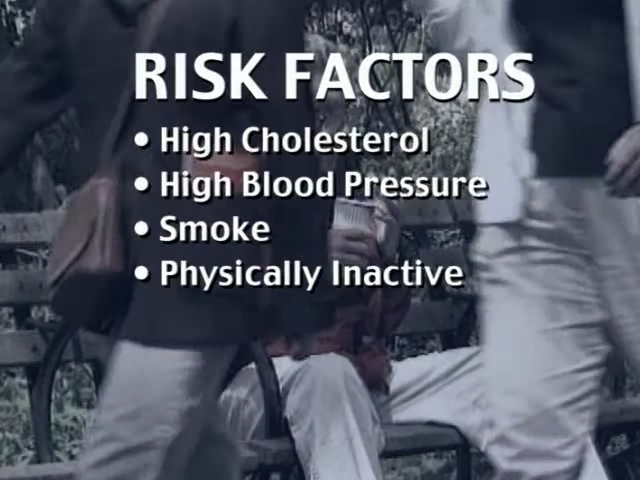 RISK FACTORS
• High Cholesterol
• High Blood Pressure
• Smoke
• Physically Inactive